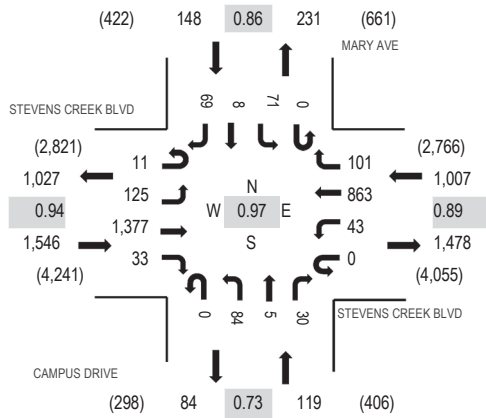 (422) 148 0.86 231 (661)
MARY AVE
STEVENS CREEK BLVD
69 8 71 0
(2,821) (2,766)
11 101
1,027 1,007
125 N 863
0.94 W 0.97 E 0.89
1,377 S 43
1,546 1,478
33 0
(4,241) (4,055)
0 84 5 30
STEVENS CREEK BLVD
CAMPUS DRIVE
(298) 84 0.73 119 (406)